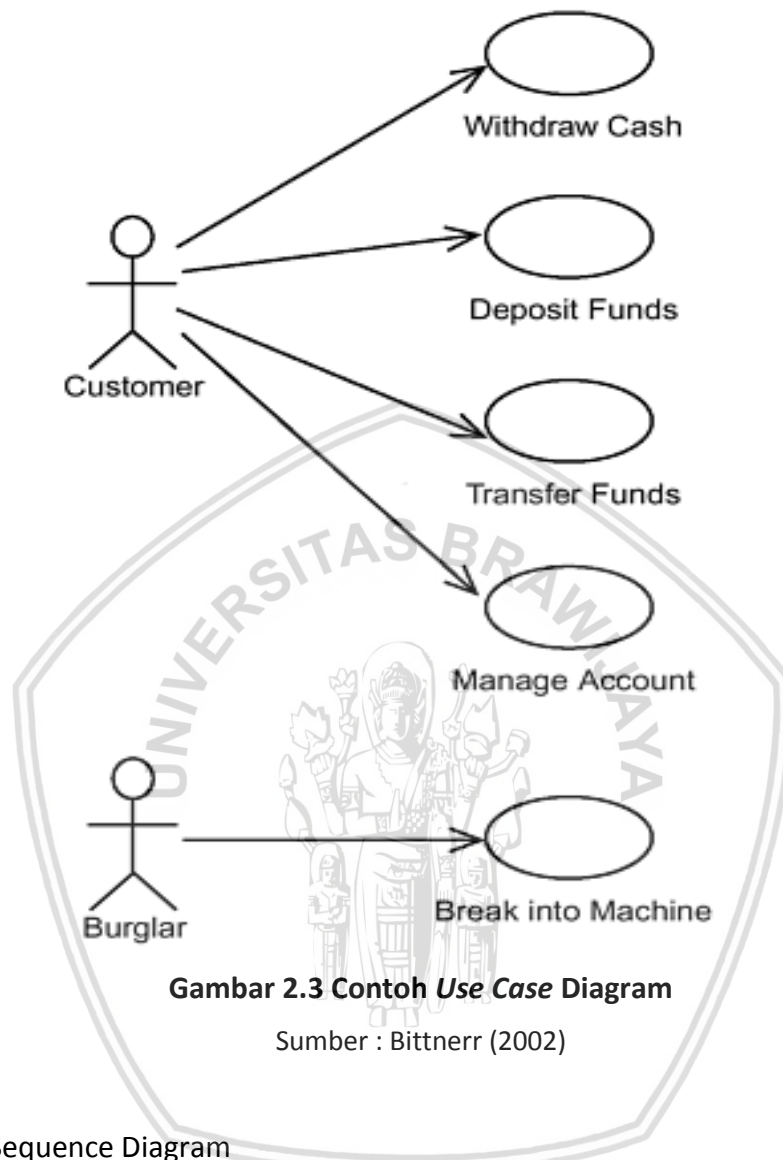 Withdraw Cash
Deposit Funds
Customer
Transfer Funds
UNIVERSITAS BRAWIJAYA
Manage Account
Burglar
Break into Machine
Gambar 2.3 Contoh Use Case Diagram
Sumber : Bittnerr (2002)
Sequence Diagram